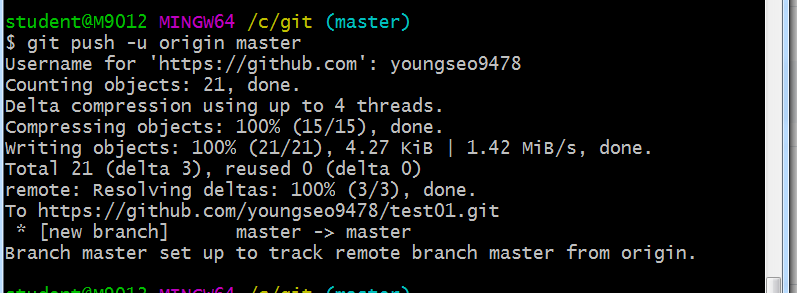 student@M9012 MINGW64 /c/git (master)
$ git push -u origin master
Username for 'https://github.com': youngseo9478
Counting objects: 21, done.
Delta compression using up to 4 threads.
Compressing objects: 100% (15/15), done.
Writing objects: 100% (21/21), 4.27 KiB | 1.42 MiB/s, done.
Total 21 (delta 3), reused 0 (delta 0)
remote: Resolving deltas: 100% (3/3), done.
To https://github.com/youngseo9478/test01.git
 * [new branch]      master -> master
Branch master set up to track remote branch master from origin.
student@M9012 MINGW64 /c/git (master)